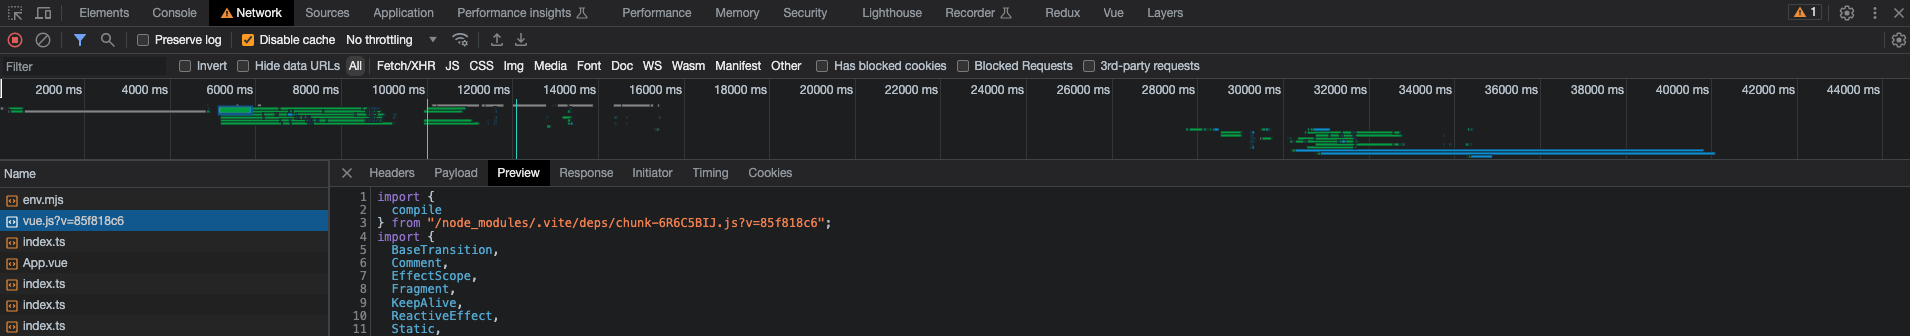 Elements Console Network Sources Application Performance insights Performance Memory Security Lighthouse Recorder Redux Vue Layers 1
Preserve log Disable cache No throttling
Filter Invert Hide data URLs All Fetch/XHR JS CSS Img Media Font Doc WS Wasm Manifest Other Has blocked cookies Blocked Requests 3rd-party requests
2000 ms 4000 ms 6000 ms 8000 ms 10000 ms 12000 ms 14000 ms 16000 ms 18000 ms 20000 ms 22000 ms 24000 ms 26000 ms 28000 ms 30000 ms 32000 ms 34000 ms 36000 ms 38000 ms 40000 ms 42000 ms 44000 ms
Name
Headers Payload Preview Response Initiator Timing Cookies
env.mjs
vue.js?v=85f818c6
index.ts
App.vue
index.ts
index.ts
index.ts
1 import {
2 compile
3 } from "/node_modules/.vite/deps/chunk-6R6C5BIJ.js?v=85f818c6";
4 import {
5 BaseTransition,
6 Comment,
7 EffectScope,
8 Fragment,
9 KeepAlive,
10 ReactiveEffect,
11 Static,